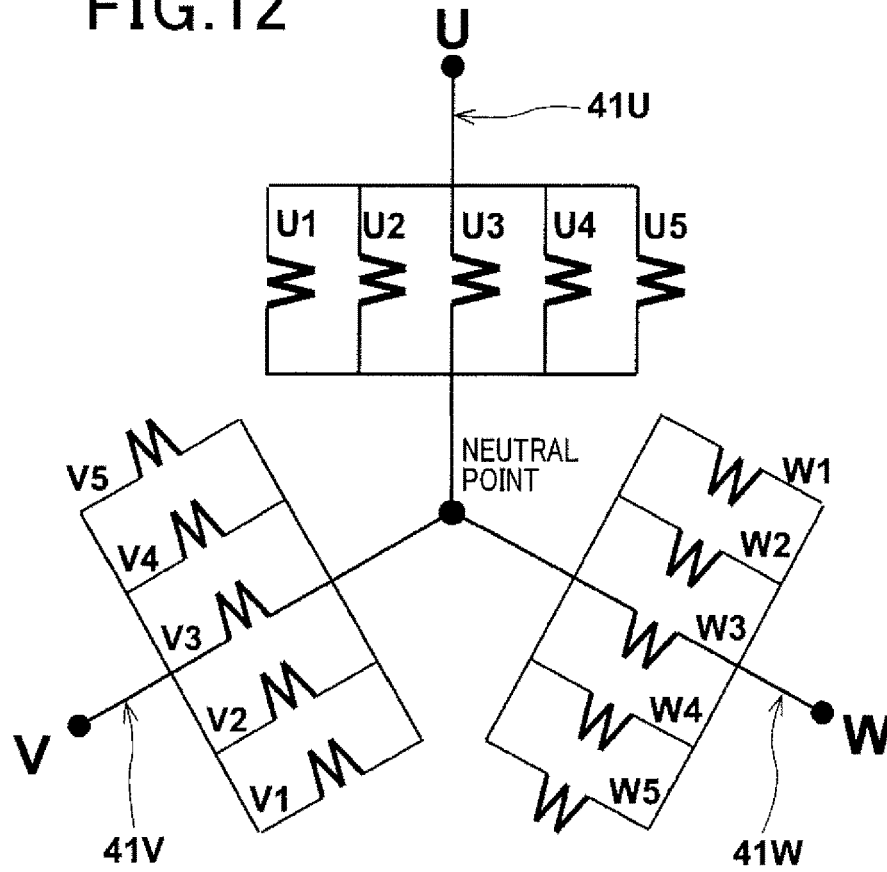 FIG.12
U
41U
U1 U2 U3 U4 U5
NEUTRAL
POINT
V5
V4
V3
V2
V1
V
41V
W1
W2
W3
W4
W5
W
41W